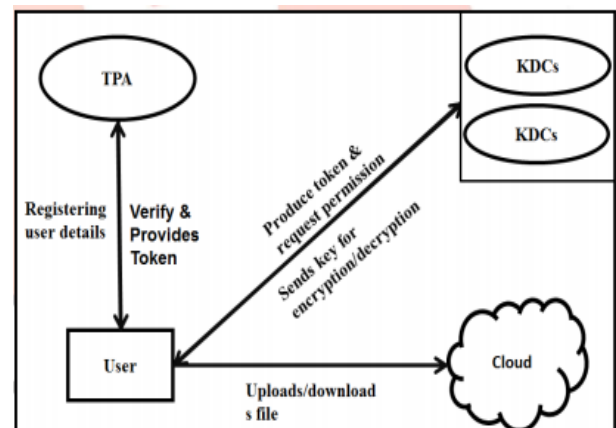 TPA
KDCs
KDCs
Registering
user details
Verify &
Provides
Token
Produce token &
request permission
Sends key for
encryption/decryption
User
Cloud
Uploads/download
s file